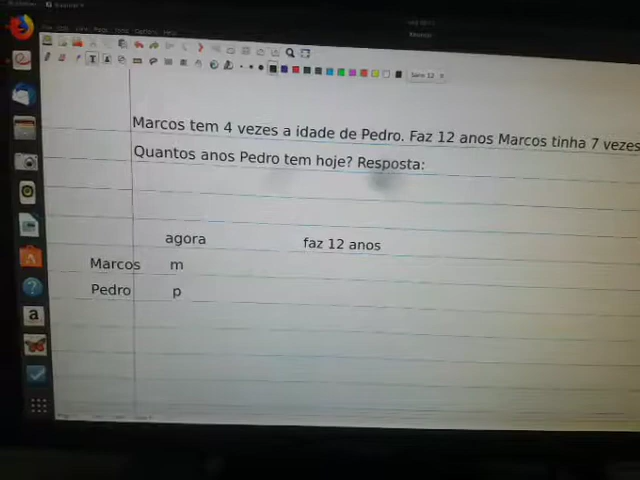 Marcos tem 4 vezes a idade de Pedro. Faz 12 anos Marcos tinha 7 vezes
Quantos anos Pedro tem hoje? Resposta:
agora faz 12 anos
Marcos m
Pedro p